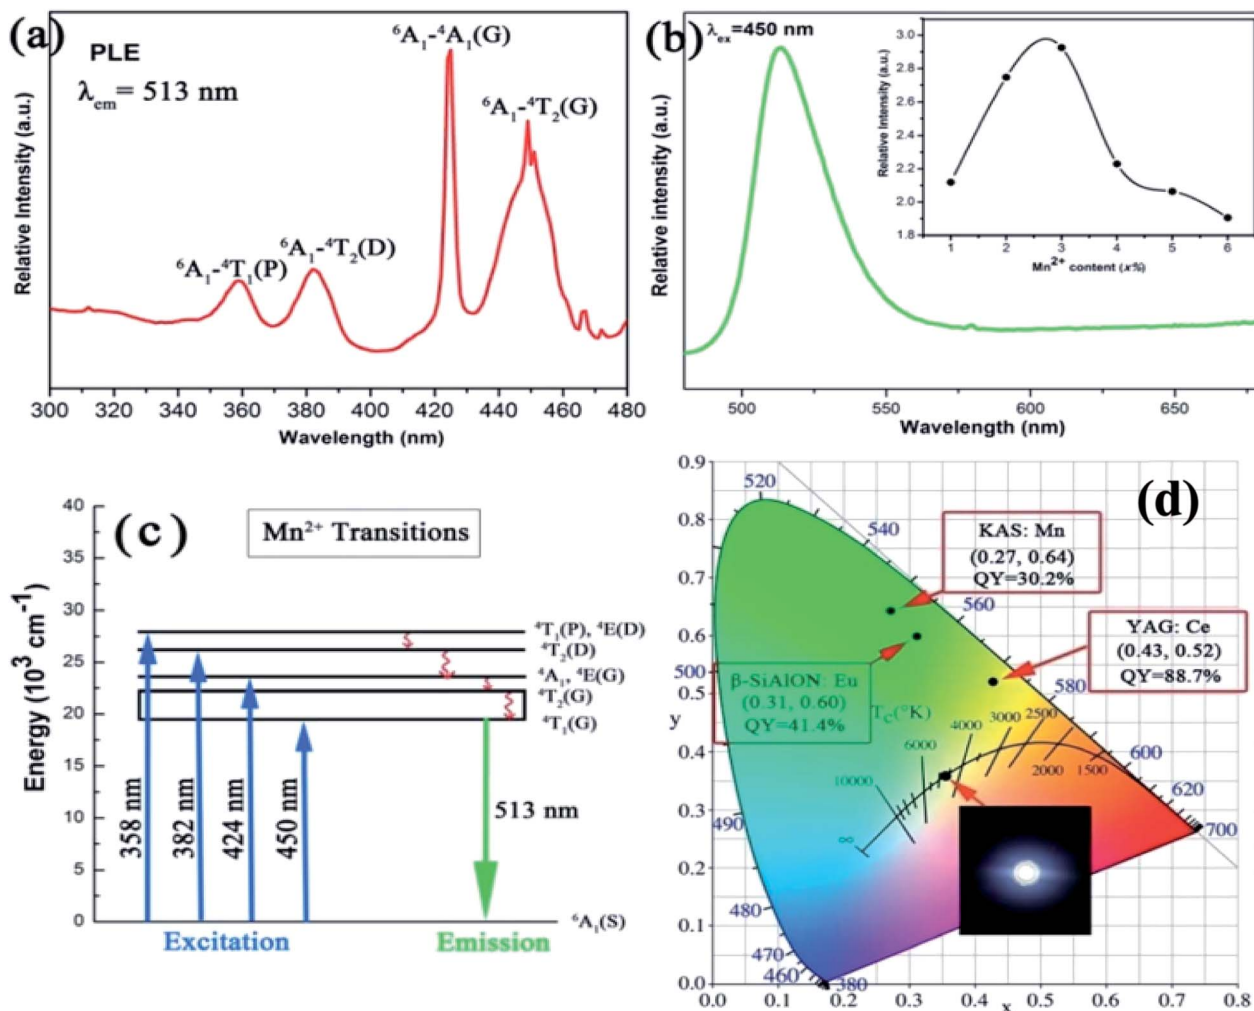 (a)
PLE
λem= 513 nm
⁶A₁-⁴A₁(G)
⁶A₁-⁴T₂(G)
⁶A₁-⁴T₁(P)
⁶A₁-⁴T₂(D)
Relative Intensity (a.u.)
300 320 340 360 380 400 420 440 460 480
Wavelength (nm)
(b)
λex=450 nm
Relative intensity (a.u.)
500 550 600 650
Wavelength (nm)
Relative Intensity (a.u.)
3.0
2.8
2.6
2.4
2.2
2.0
1.8
1 2 3 4 5 6
Mn²⁺ content (x%)
(c)
Mn²⁺ Transitions
Energy (10³ cm⁻¹)
40
35
30
25
20
15
10
5
0
⁴T₁(P), ⁴E(D)
⁴T₂(D)
⁴A₁, ⁴E(G)
⁴T₂(G)
⁴T₁(G)
⁶A₁(S)
358 nm
382 nm
424 nm
450 nm
513 nm
Excitation
Emission
(d)
KAS: Mn
(0.27, 0.64)
QY=30.2%
YAG: Ce
(0.43, 0.52)
QY=88.7%
β-SiAlON: Eu
(0.31, 0.60)
QY=41.4%
Tc(°K)
520
540
560
580
600
620
700
500
490
480
470
460
380
∞
10000
6000
4000
3000
2500
2000
1500
y
0.9
0.8
0.7
0.6
0.5
0.4
0.3
0.2
0.1
0.0
0.0 0.1 0.2 0.3 0.4 0.5 0.6 0.7 0.8
x